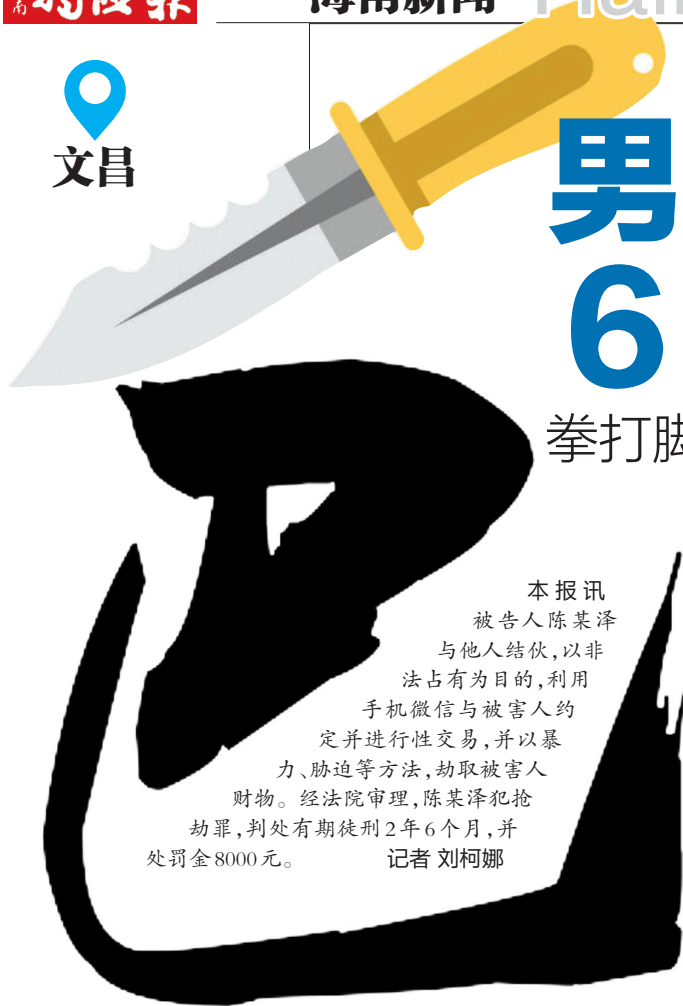 海南新闻
文昌
男
6
拳打脚
本报讯
被告人陈某泽
与他人结伙,以非
法占有为目的,利用
手机微信与被害人约
定并进行性交易,并以暴
力、胁迫等方法,劫取被害人
财物。经法院审理,陈某泽犯抢
劫罪,判处有期徒刑2年6个月,并
处罚金8000元。 记者 刘柯娜